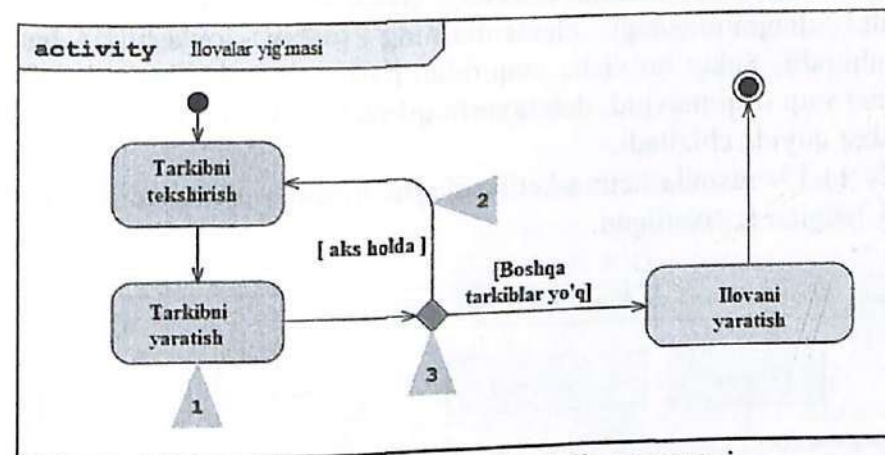 activity Ilovalar yig'masi
Tarkibni
tekshirish
2
[ aks holda ]
[Boshqa
tarkiblar yo'q]
Tarkibni
yaratish
Ilovani
yaratish
3
1